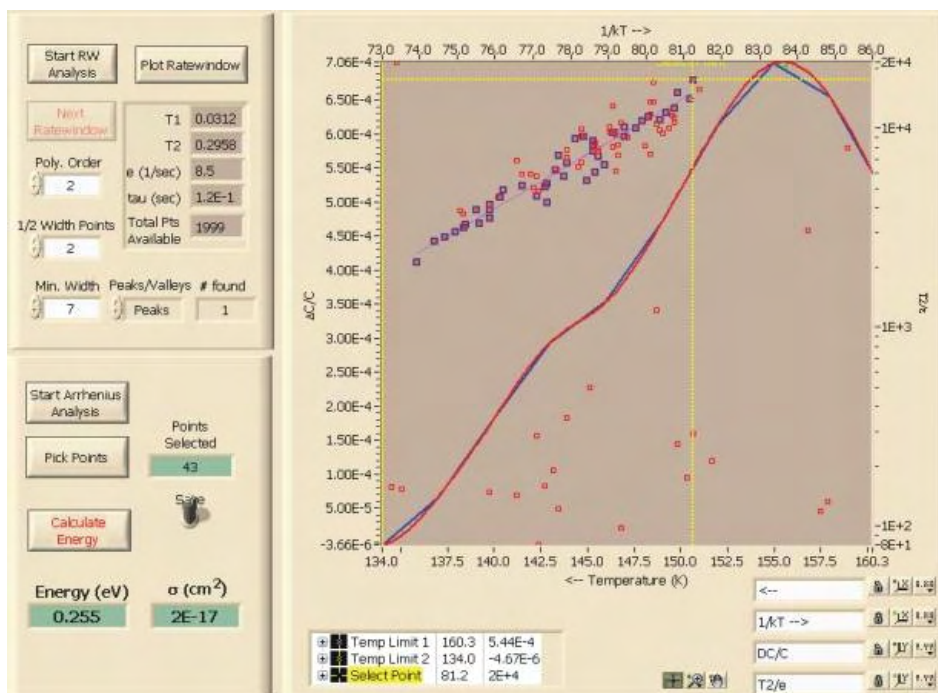 Start RW
Analysis
Plot Ratewindow
Next
Ratewindow
Poly. Order
2
1/2 Width Points
2
Min. Width
7
T1 0.0312
T2 0.2958
e (1/sec) 8.5
tau (sec) 1.2E-1
Total Pts
Available
1999
Peaks/Valleys
Peaks
# found
1
Start Arrhenius
Analysis
Pick Points
Points
Selected
43
Save
Calculate
Energy
Energy (eV)
0.255
σ (cm2)
2E-17
1/kT -->
73.0 74.0 75.0 76.0 77.0 78.0 79.0 80.0 81.0 82.0 83.0 84.0 85.0 86.0
7.06E-4
6.50E-4
6.00E-4
5.50E-4
5.00E-4
4.50E-4
3.50E-4
3.00E-4
2.00E-4
1.50E-4
1.00E-4
5.00E-5
-3.66E-6
ΔC/C
-2E+4
-1E+4
-1E+3
-1E+2
-8E+1
T2/e
134.0 137.5 140.0 142.5 145.0 147.5 150.0 152.5 155.0 157.5 160.3
<-- Temperature (K)
Temp Limit 1 160.3 5.44E-4
Temp Limit 2 134.0 -4.67E-6
Select Point 81.2 2E+4
<--
1/kT -->
DC/C
T2/e